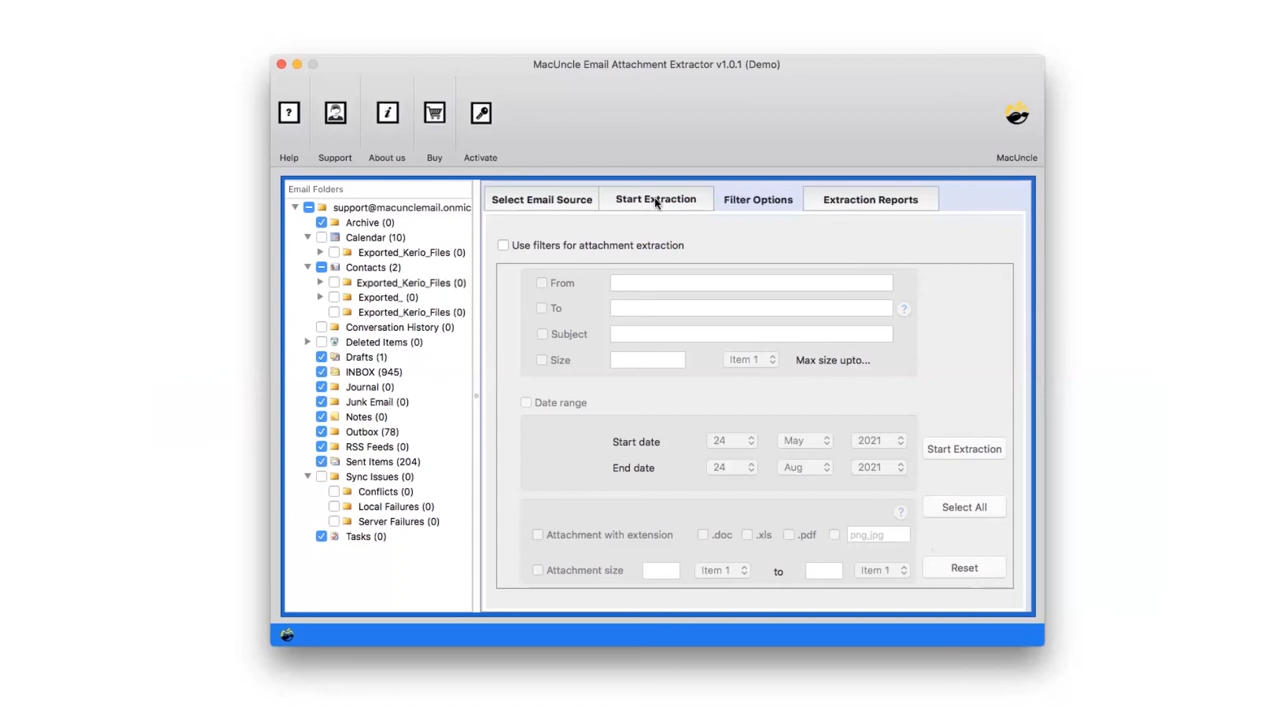 MacUncle Email Attachment Extractor v1.0.1 (Demo)
?
i
Help
Support
About us
Buy
Activate
MacUncle
Email Folders
support@macunclemail.onmic
Archive (0)
Calendar (10)
Exported_Kerio_Files (0)
Contacts (2)
Exported_Kerio_Files (0)
Exported_ (0)
Exported_Kerio_Files (0)
Conversation History (0)
Deleted Items (0)
Drafts (1)
INBOX (945)
Journal (0)
Junk Email (0)
Notes (0)
Outbox (78)
RSS Feeds (0)
Sent Items (204)
Sync Issues (0)
Conflicts (0)
Local Failures (0)
Server Failures (0)
Tasks (0)
Select Email Source
Start Extraction
Filter Options
Extraction Reports
Use filters for attachment extraction
From
To
?
Subject
Size
Item 1
Max size upto...
Date range
Start date 24 May 2021
End date 24 Aug 2021
?
Attachment with extension .doc .xls .pdf png,jpg
Attachment size Item 1 to Item 1
Start Extraction
Select All
Reset